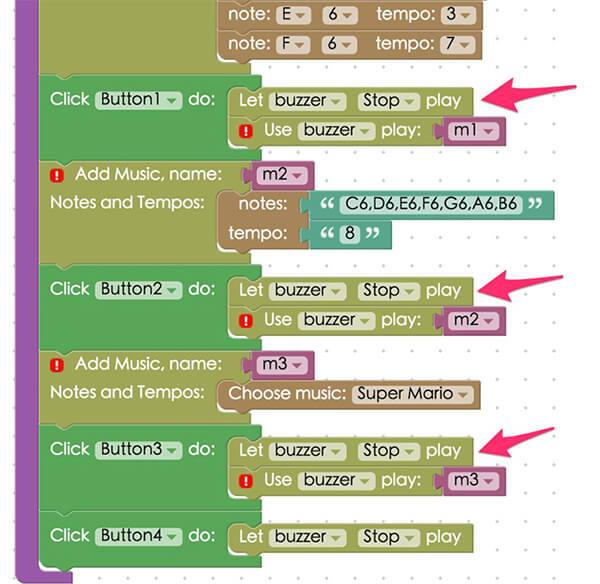 note: E 6 tempo: 3
note: F 6 tempo: 7
Click Button1 do: Let buzzer Stop play
! Use buzzer play: m1
! Add Music, name: m2
Notes and Tempos: notes: “ C6,D6,E6,F6,G6,A6,B6 ”
tempo: “ 8 ”
Click Button2 do: Let buzzer Stop play
! Use buzzer play: m2
! Add Music, name: m3
Notes and Tempos: Choose music: Super Mario
Click Button3 do: Let buzzer Stop play
! Use buzzer play: m3
Click Button4 do: Let buzzer Stop play